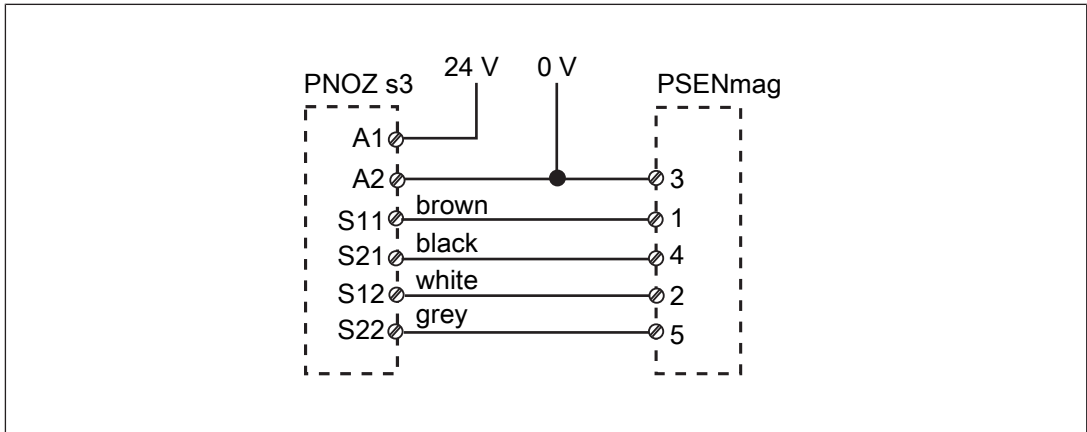 24 V 0 V
PNOZ s3 PSENmag
A1
A2 3
S11 brown 1
S21 black 4
S12 white 2
S22 grey 5